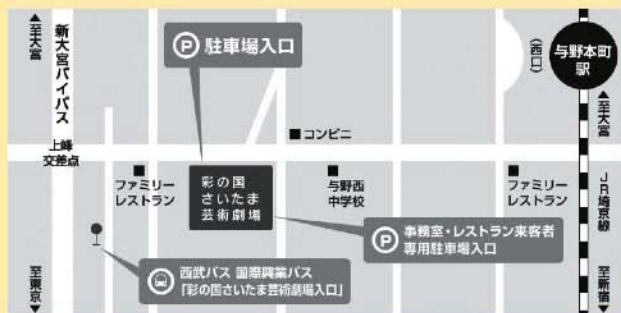 ▲至大宮
新大宮バイパス
Ⓟ 駐車場入口
(西口)
与野本町
駅
▲至大宮
上峰
交差点
■コンビニ
ファミリー
レストラン
彩の国
さいたま
芸術劇場
与野西
中学校
ファミリー
レストラン
JR埼京線
Ⓟ 事務室・レストラン来客者
専用駐車場入口
西武バス 国際興業バス
「彩の国さいたま芸術劇場入口」
至東京▼
至新宿▼